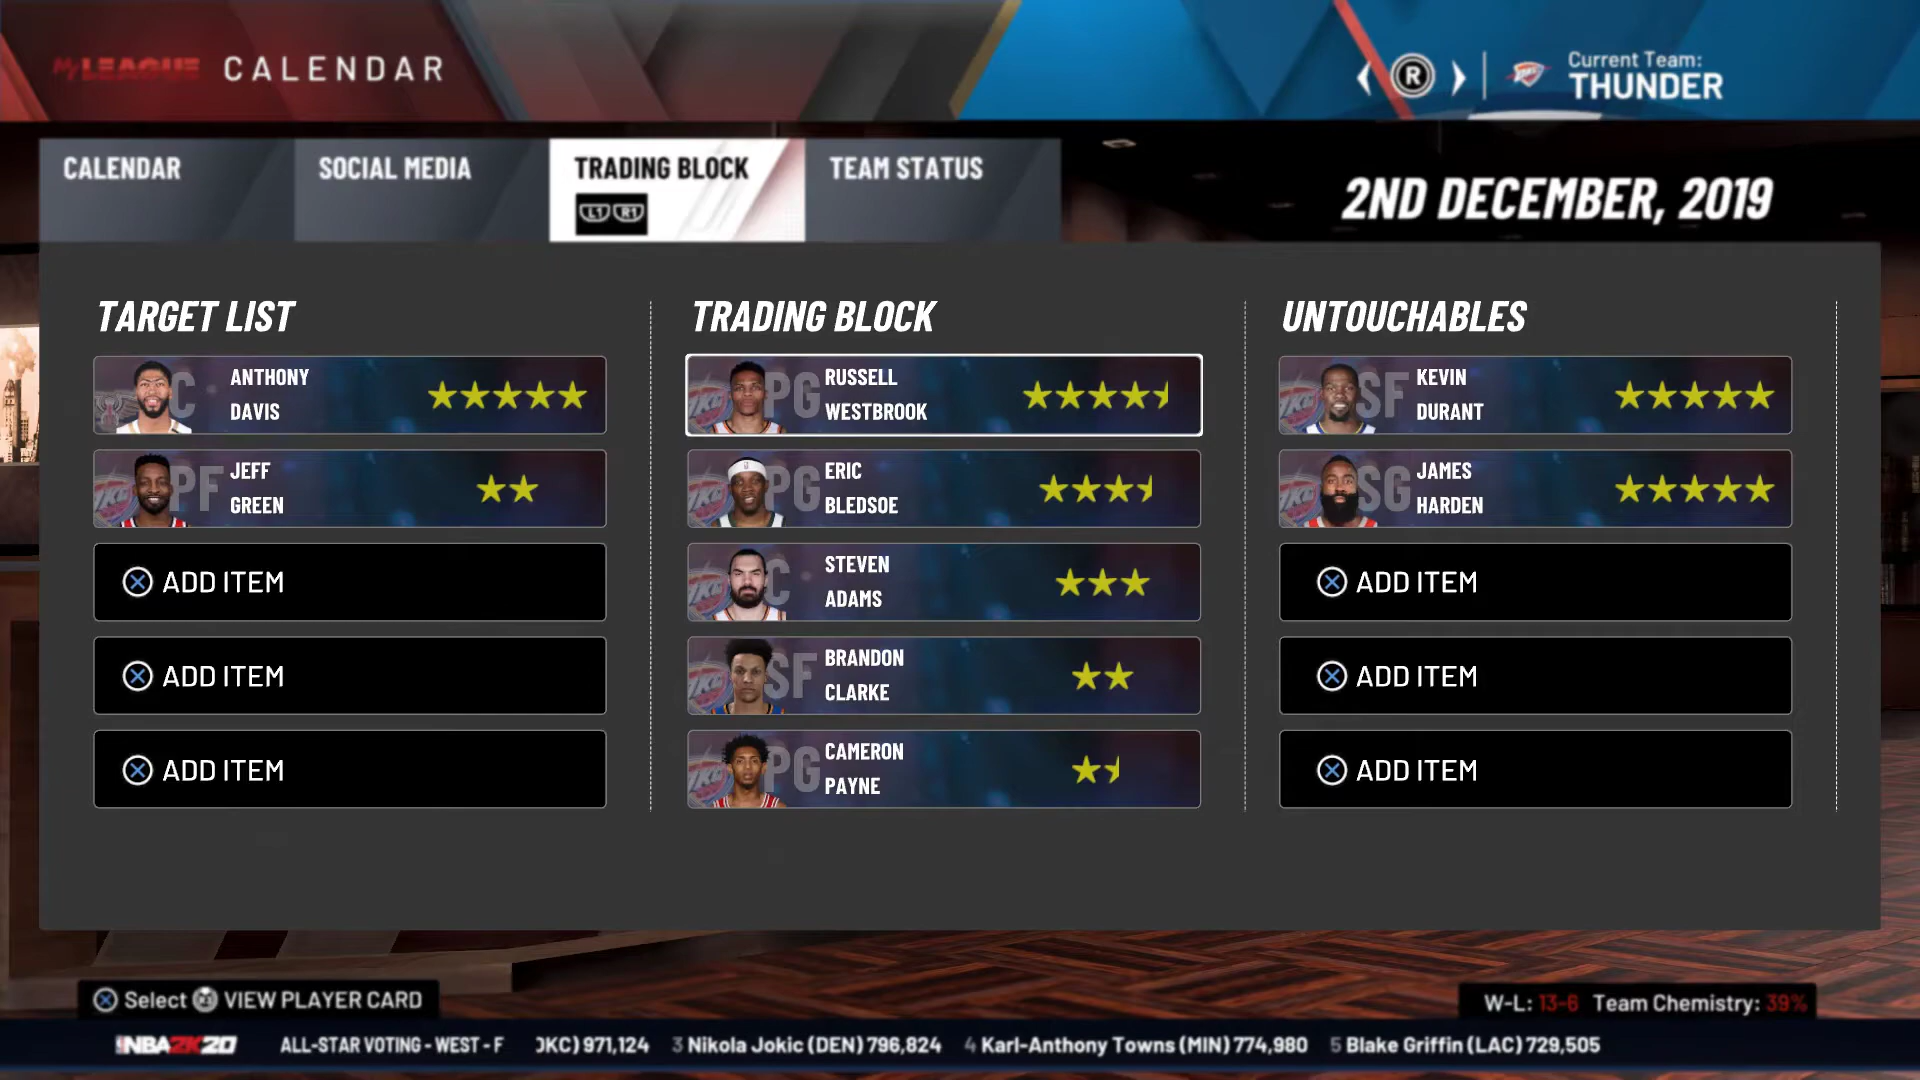 MyLEAGUE CALENDAR
R
Current Team:
THUNDER
CALENDAR
SOCIAL MEDIA
TRADING BLOCK
L1 R1
TEAM STATUS
2ND DECEMBER, 2019
TARGET LIST
C
ANTHONY
DAVIS
PF
JEFF
GREEN
ADD ITEM
ADD ITEM
ADD ITEM
TRADING BLOCK
PG
RUSSELL
WESTBROOK
PG
ERIC
BLEDSOE
C
STEVEN
ADAMS
SF
BRANDON
CLARKE
PG
CAMERON
PAYNE
UNTOUCHABLES
SF
KEVIN
DURANT
SG
JAMES
HARDEN
ADD ITEM
ADD ITEM
ADD ITEM
Select VIEW PLAYER CARD
W-L: 13-6 Team Chemistry: 39%
NBA2K20 ALL-STAR VOTING - WEST - F OKC) 971,124 3 Nikola Jokic (DEN) 796,824 4 Karl-Anthony Towns (MIN) 774,980 5 Blake Griffin (LAC) 729,505